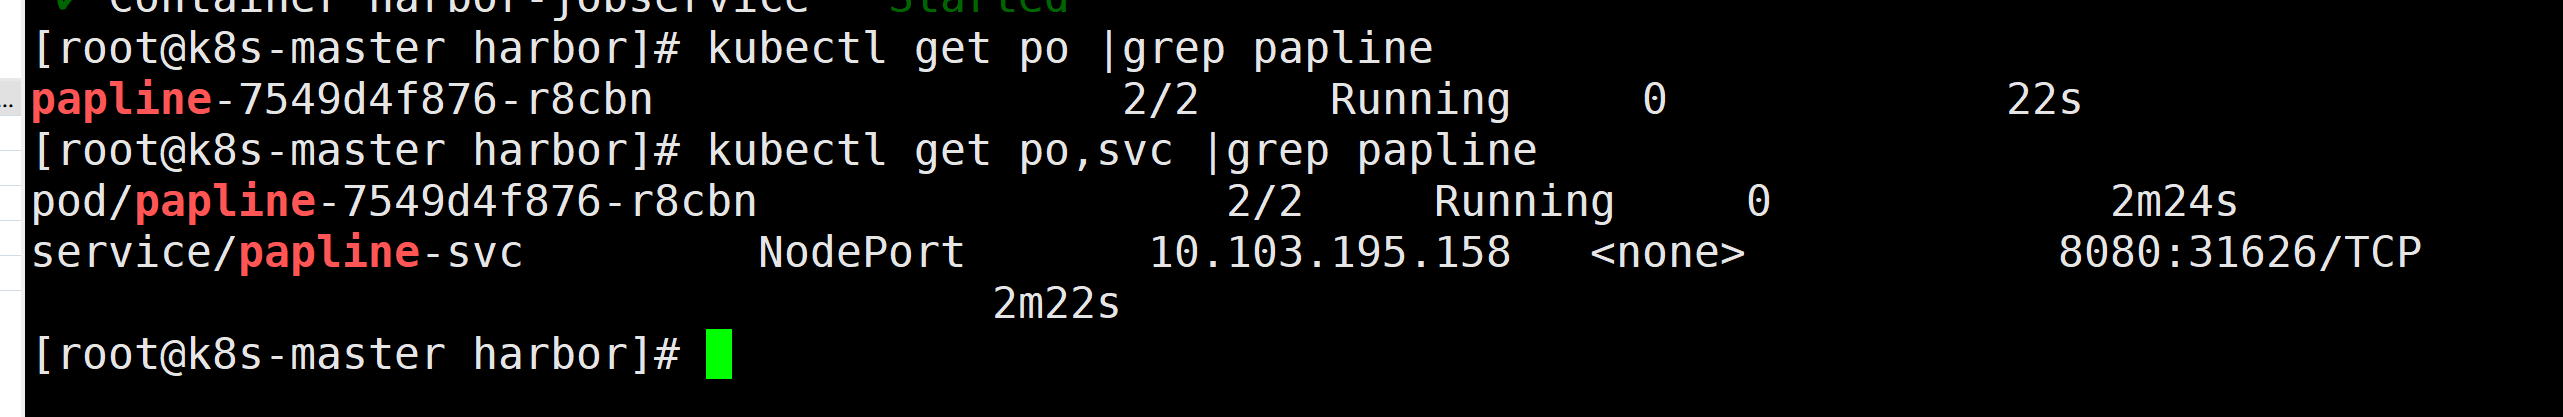 ✔ Container harbor-jobservice Started
[root@k8s-master harbor]# kubectl get po |grep papline
papline-7549d4f876-r8cbn 2/2 Running 0 22s
[root@k8s-master harbor]# kubectl get po,svc |grep papline
pod/papline-7549d4f876-r8cbn 2/2 Running 0 2m24s
service/papline-svc NodePort 10.103.195.158 <none> 8080:31626/TCP
2m22s
[root@k8s-master harbor]#